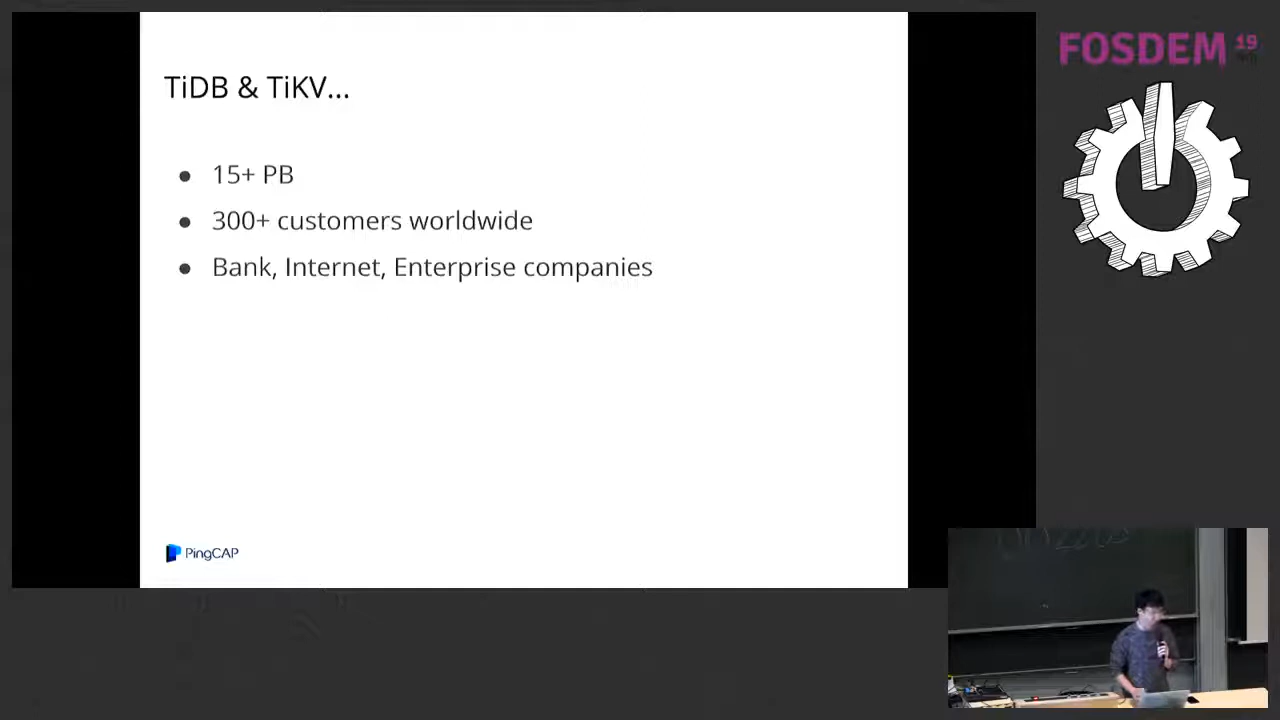 TiDB & TiKV...
● 15+ PB
● 300+ customers worldwide
● Bank, Internet, Enterprise companies
PingCAP
FOSDEM 19